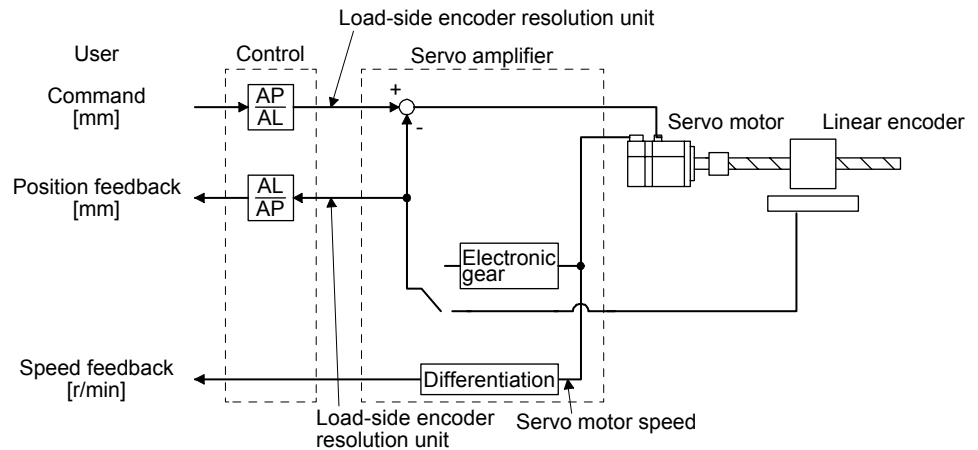 Load-side encoder resolution unit
User
Control
Servo amplifier
Command
[mm]
AP
AL
+
-
Servo motor
Linear encoder
Position feedback
[mm]
AL
AP
Electronic
gear
Speed feedback
[r/min]
Differentiation
Load-side encoder
resolution unit
Servo motor speed